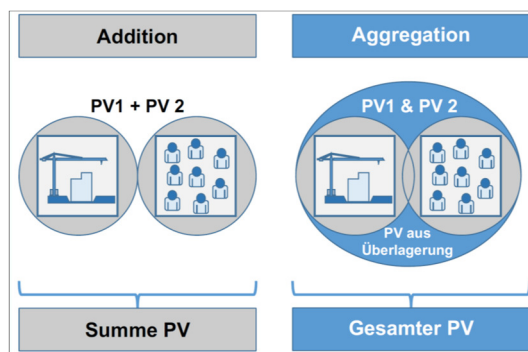 Addition
Aggregation
PV1 + PV 2
PV1 & PV 2
PV aus
Überlagerung
Summe PV
Gesamter PV